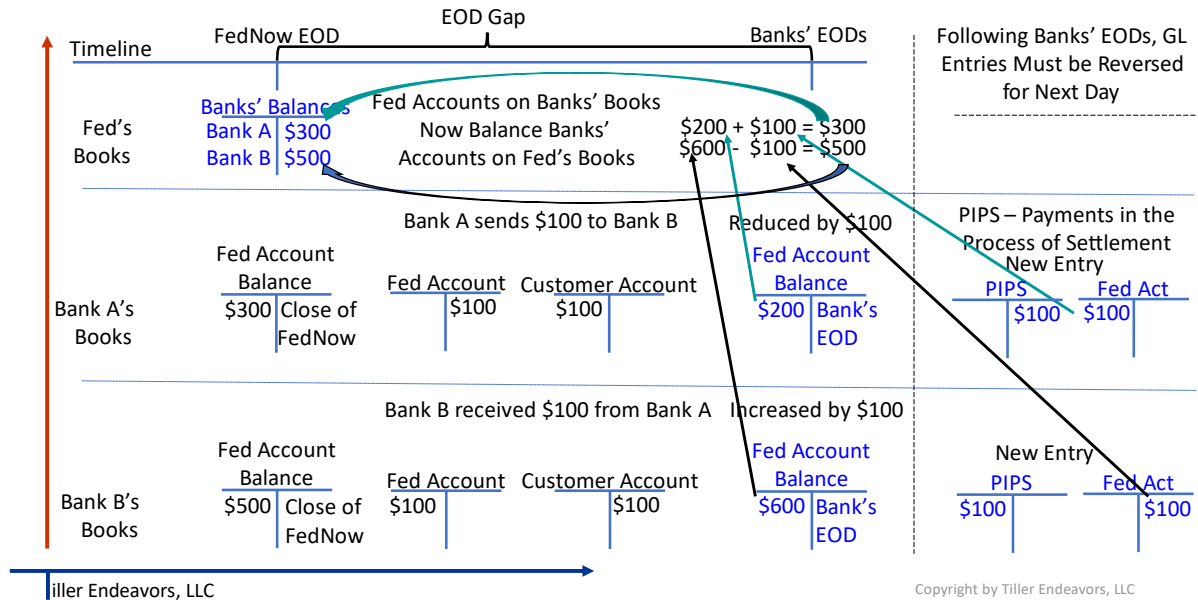 EOD Gap
FedNow EOD
Banks' EODs
Timeline
Following Banks' EODs, GL
Entries Must be Reversed
for Next Day
Fed's
Books
Banks' Balances
Bank A $300
Bank B $500
Fed Accounts on Banks' Books
Now Balance Banks'
Accounts on Fed's Books
$200 + $100 = $300
$600 - $100 = $500
Bank A sends $100 to Bank B
Reduced by $100
PIPS – Payments in the
Process of Settlement
New Entry
Bank A's
Books
Fed Account
Balance
$300 Close of
FedNow
Fed Account
$100
Customer Account
$100
Fed Account
Balance
$200 Bank's
EOD
PIPS
$100
Fed Act
$100
Bank B received $100 from Bank A
Increased by $100
Bank B's
Books
Fed Account
Balance
$500 Close of
FedNow
Fed Account
$100
Customer Account
$100
Fed Account
Balance
$600 Bank's
EOD
New Entry
PIPS
$100
Fed Act
$100
Tiller Endeavors, LLC
Copyright by Tiller Endeavors, LLC